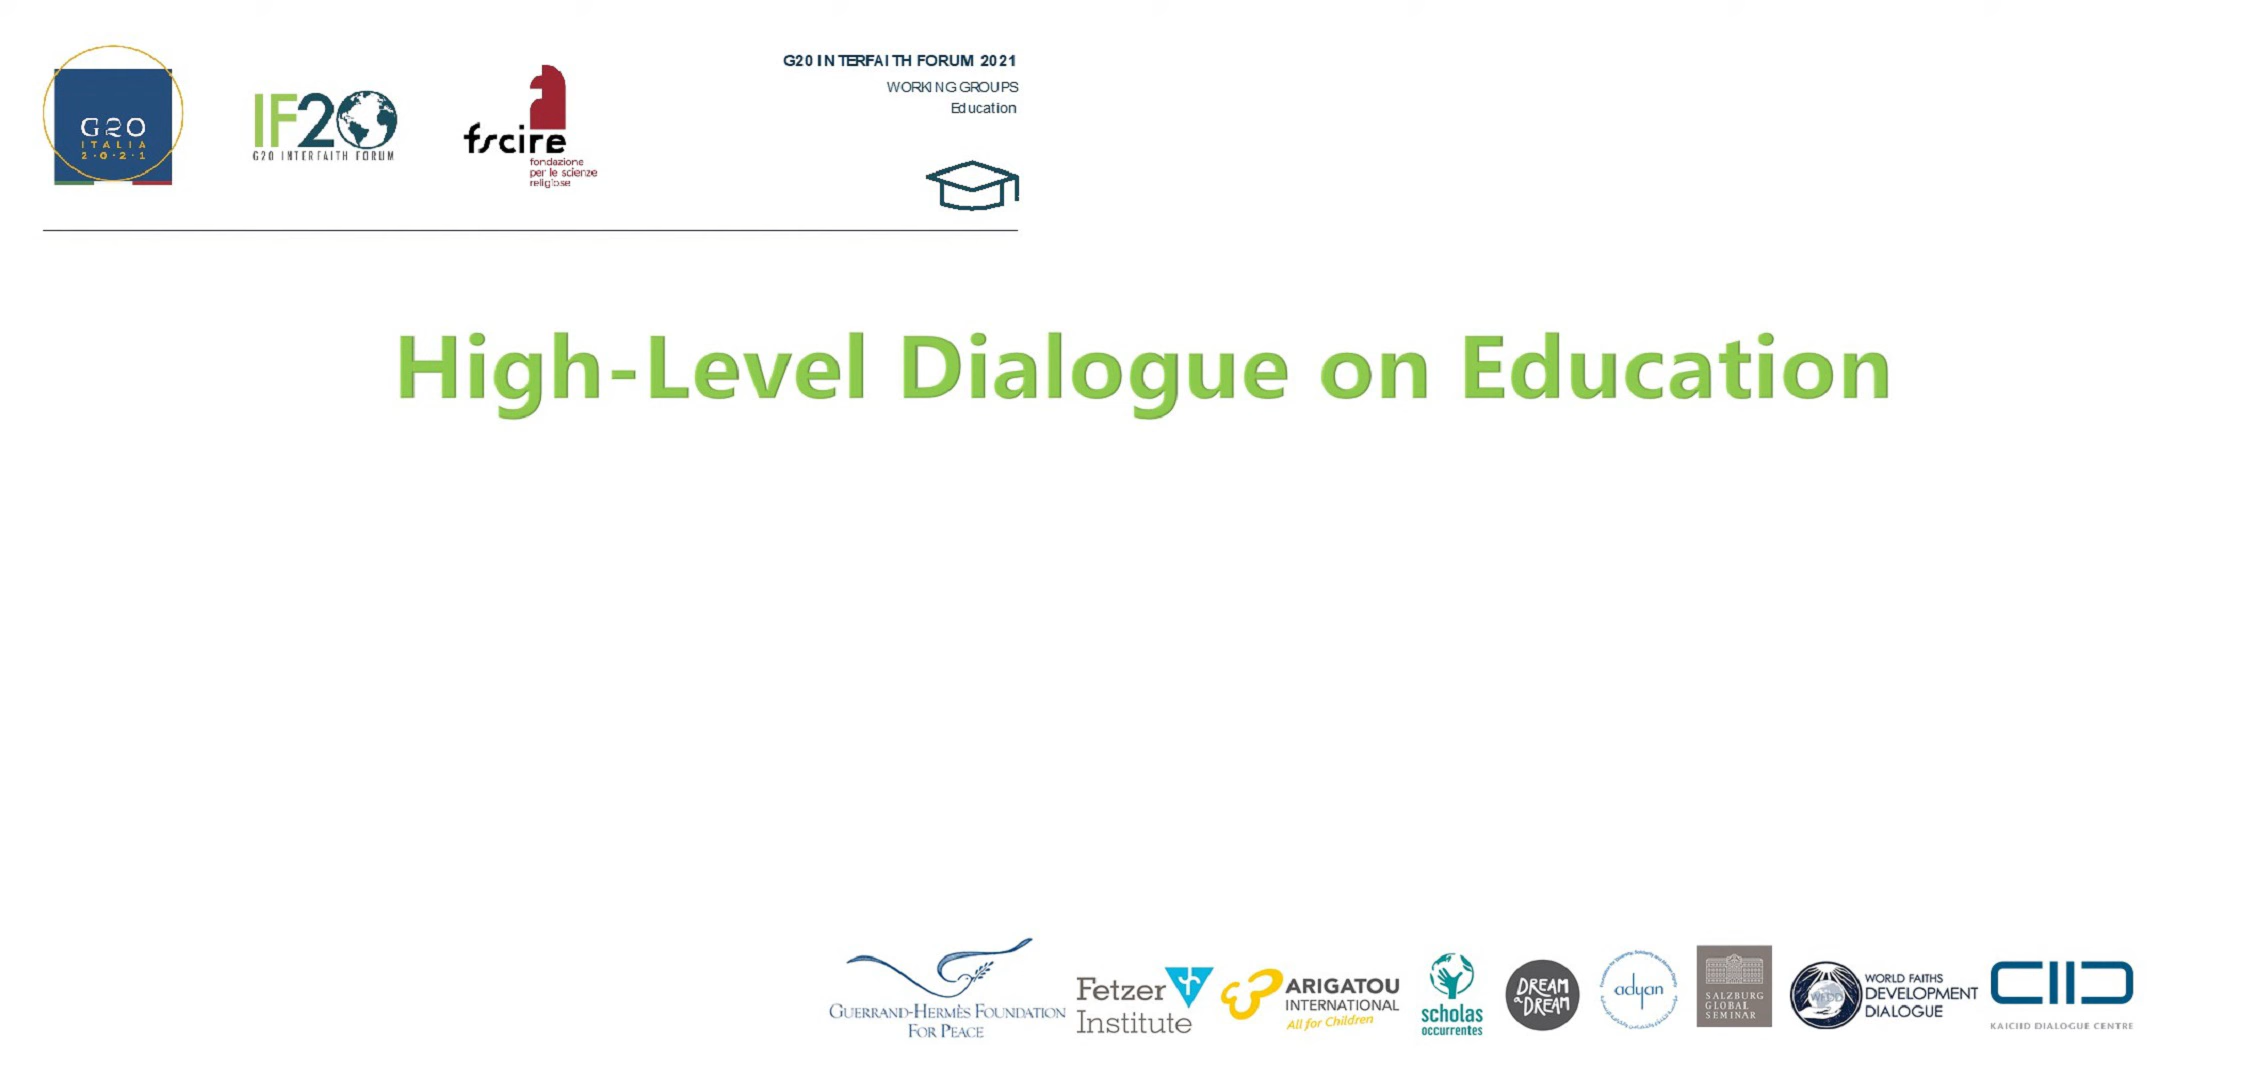 G20
ITALIA
2·0·2·1
IF20
G20 INTERFAITH FORUM
fscire
fondazione
per le scienze
religiose
G20 INTERFAITH FORUM 2021
WORKING GROUPS
Education
High-Level Dialogue on Education
GUERRAND-HERMÈS FOUNDATION
FOR PEACE
Fetzer
Institute
ARIGATOU
INTERNATIONAL
All for Children
scholas
occurrentes
DREAM
a DREAM
adyan
SALZBURG
GLOBAL
SEMINAR
WFDD
WORLD FAITHS
DEVELOPMENT
DIALOGUE
KAICIID DIALOGUE CENTRE